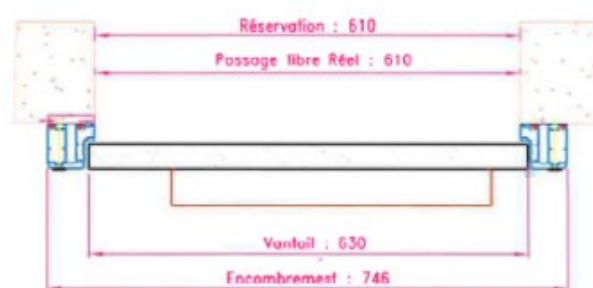 Réservation : 610
Passage libre Réel : 610
Vantail : 630
Encombrement : 746